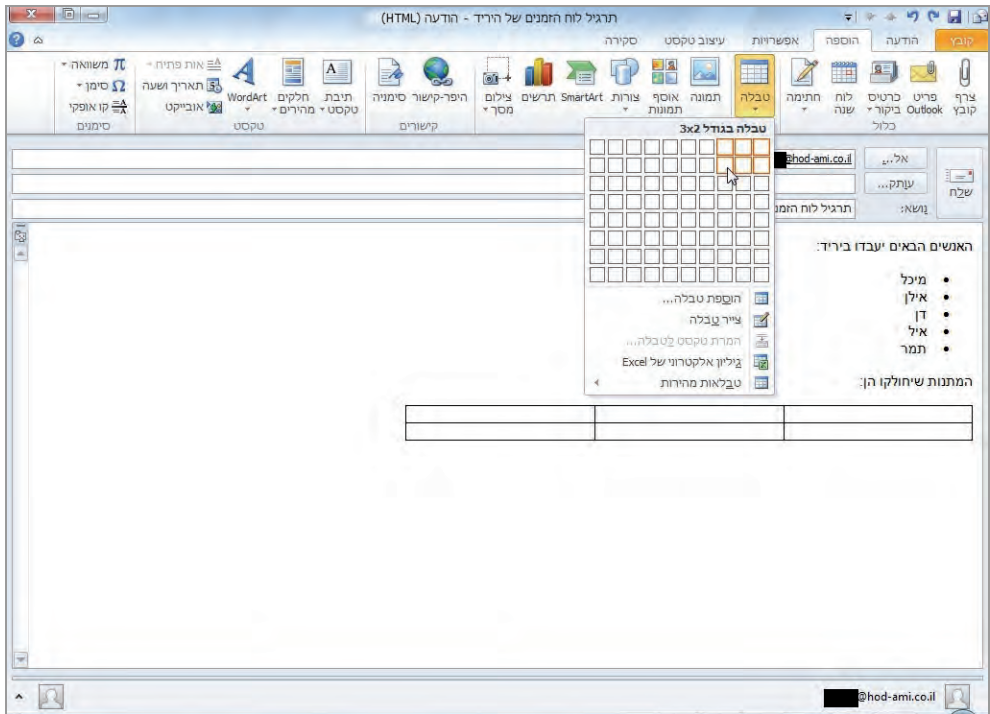 תרגיל לוח הזמנים של היריד - הודעה (HTML)
קובץ הודעה הוספה אפשרויות עיצוב טקסט סקירה
צרף קובץ
פריט Outlook
כרטיס ביקור
לוח שנה
חתימה
טבלה
תמונה
אוסף תמונות
צורות
SmartArt
תרשים
צילום מסך
היפר-קישור
סימניה
תיבת טקסט
חלקים מהירים
WordArt
אות פתיח
תאריך ושעה
אובייקט
π משוואה
Ω סימן
קו אופקי
כלול
קישורים
טקסט
סימנים
טבלה בגודל 3x2
הוספת טבלה...
צייר טבלה
המרת טקסט לטבלה...
גיליון אלקטרוני של Excel
טבלאות מהירות
שלח
אל...
@hod-ami.co.il
עותק...
נושא:
תרגיל לוח הזמנ
האנשים הבאים יעבדו ביריד:
• מיכל
• אילן
• דן
• איל
• תמר
המתנות שיחולקו הן:
@hod-ami.co.il